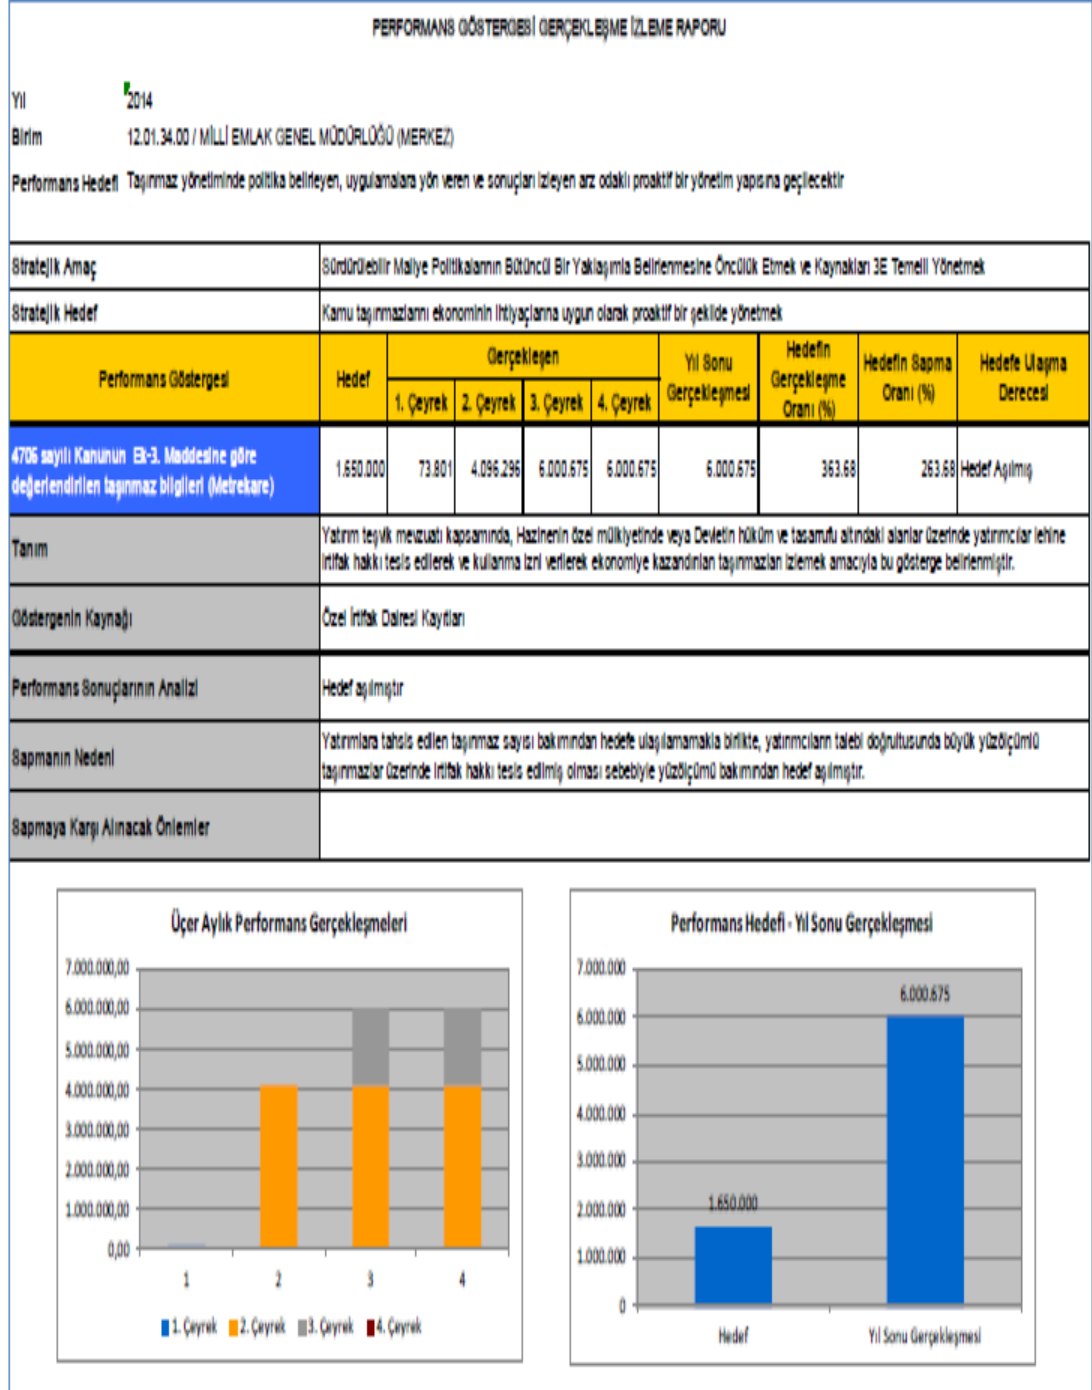 PERFORMANS GÖSTERGESİ GERÇEKLEŞME İZLEME RAPORU
Yıl 2014
Birim 12.01.34.00 / MİLLİ EMLAK GENEL MÜDÜRLÜĞÜ (MERKEZ)
Performans Hedefi Taşınmaz yönetiminde politika belirleyen, uygulamalara yön veren ve sonuçları izleyen arz odaklı proaktif bir yönetim yapısına geçilecektir
Stratejik Amaç Sürdürülebilir Maliye Politikalarının Bütüncül Bir Yaklaşımla Belirlenmesine Öncülük Etmek ve Kaynakları 3E Temelli Yönetmek
Stratejik Hedef Kamu taşınmazlarını ekonominin ihtiyaçlarına uygun olarak proaktif bir şekilde yönetmek
Performans Göstergesi Hedef Gerçekleşen Yıl Sonu Gerçekleşmesi Hedefin Gerçekleşme Oranı (%) Hedefin Sapma Oranı (%) Hedefe Ulaşma Derecesi
1. Çeyrek 2. Çeyrek 3. Çeyrek 4. Çeyrek
4706 sayılı Kanunun Ek-3. Maddesine göre
değerlendirilen taşınmaz bilgileri (Metrekare)
1.650.000 73.801 4.096.296 6.000.675 6.000.675 6.000.675 363.68 263.68 Hedef Aşılmış
Tanım
Yatırım teşvik mevzuatı kapsamında, Hazinenin özel mülkiyetinde veya Devletin hüküm ve tasarrufu altındaki alanlar üzerinde yatırımcılar lehine
irtifak hakkı tesis edilerek ve kullanma izni verilerek ekonomiye kazandırılan taşınmazları izlemek amacıyla bu gösterge belirlenmiştir.
Göstergenin Kaynağı Özel İrtifak Dairesi Kayıtları
Performans Sonuçlarının Analizi Hedef aşılmıştır
Sapmanın Nedeni
Yatırımlara tahsis edilen taşınmaz sayısı bakımından hedefe ulaşılamamakla birlikte, yatırımcıların talebi doğrultusunda büyük yüzölçümlü
taşınmazlar üzerinde irtifak hakkı tesis edilmiş olması sebebiyle yüzölçümü bakımından hedef aşılmıştır.
Sapmaya Karşı Alınacak Önlemler
Üçer Aylık Performans Gerçekleşmeleri
7.000.000,00
6.000.000,00
5.000.000,00
4.000.000,00
3.000.000,00
2.000.000,00
1.000.000,00
0,00
1 2 3 4
1. Çeyrek 2. Çeyrek 3. Çeyrek 4. Çeyrek
Performans Hedefi - Yıl Sonu Gerçekleşmesi
7.000.000
6.000.000
5.000.000
4.000.000
3.000.000
2.000.000
1.000.000
0
1.650.000
6.000.675
Hedef Yıl Sonu Gerçekleşmesi